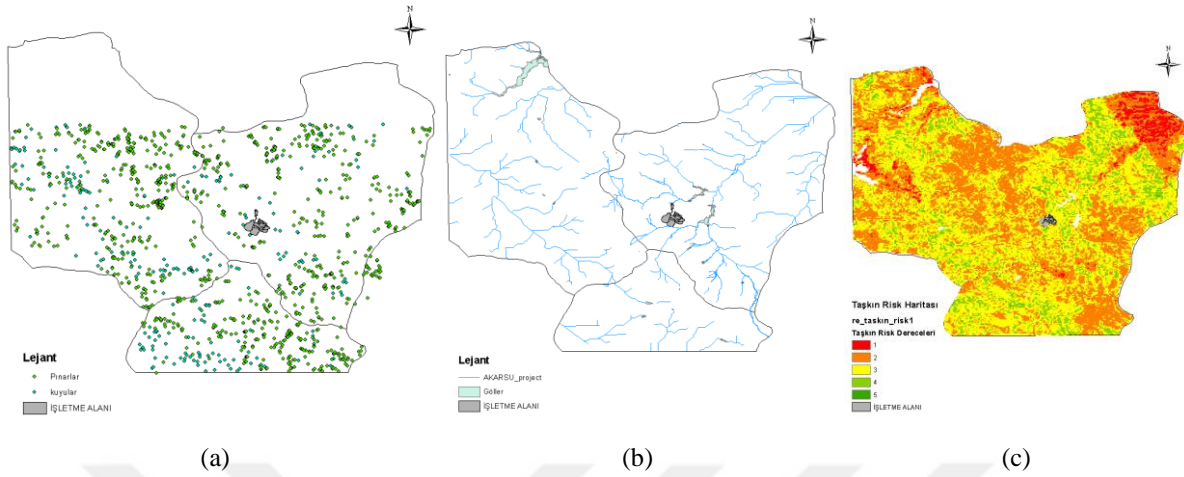 N
Lejant
Pınarlar
kuyular
İŞLETME ALANI
(a)
N
Lejant
AKARSU_project
Göller
İŞLETME ALANI
(b)
N
Taşkın Risk Haritası
re_taskın_risk1
Taşkın Risk Dereceleri
1
2
3
4
5
İŞLETME ALANI
(c)